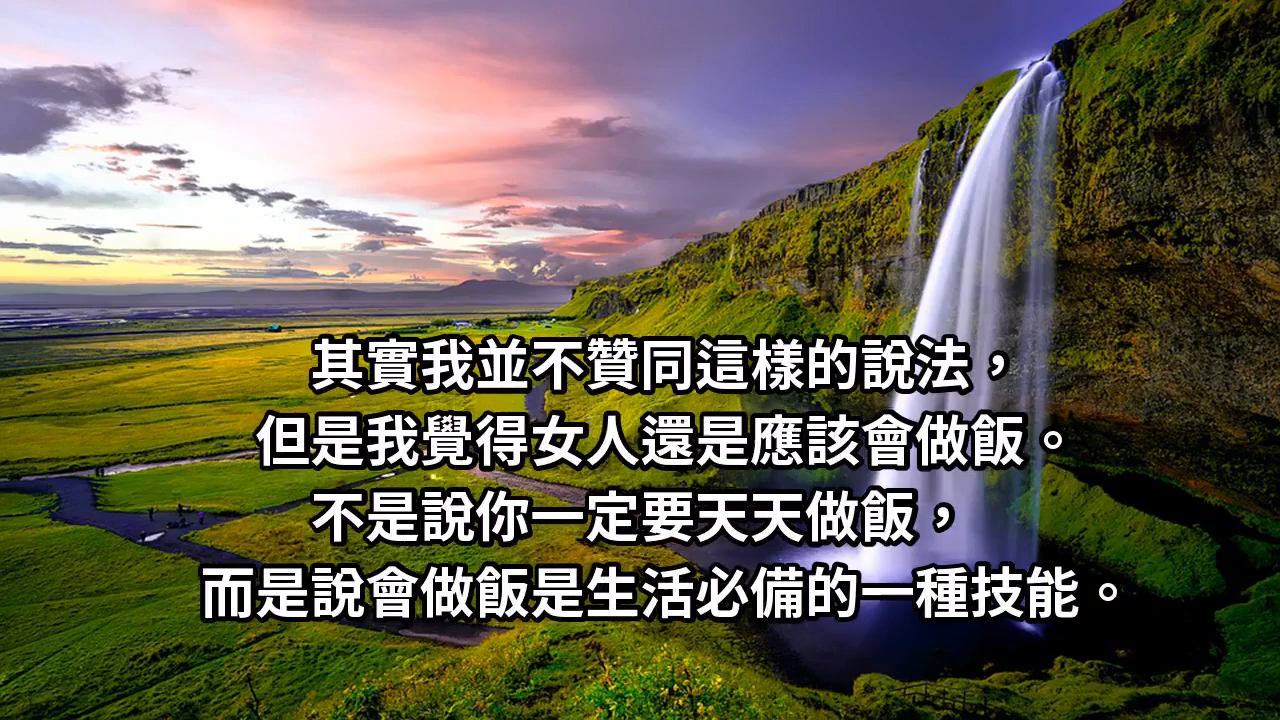 其實我並不贊同這樣的說法，
但是我覺得女人還是應該會做飯。
不是說你一定要天天做飯，
而是說會做飯是生活必備的一種技能。